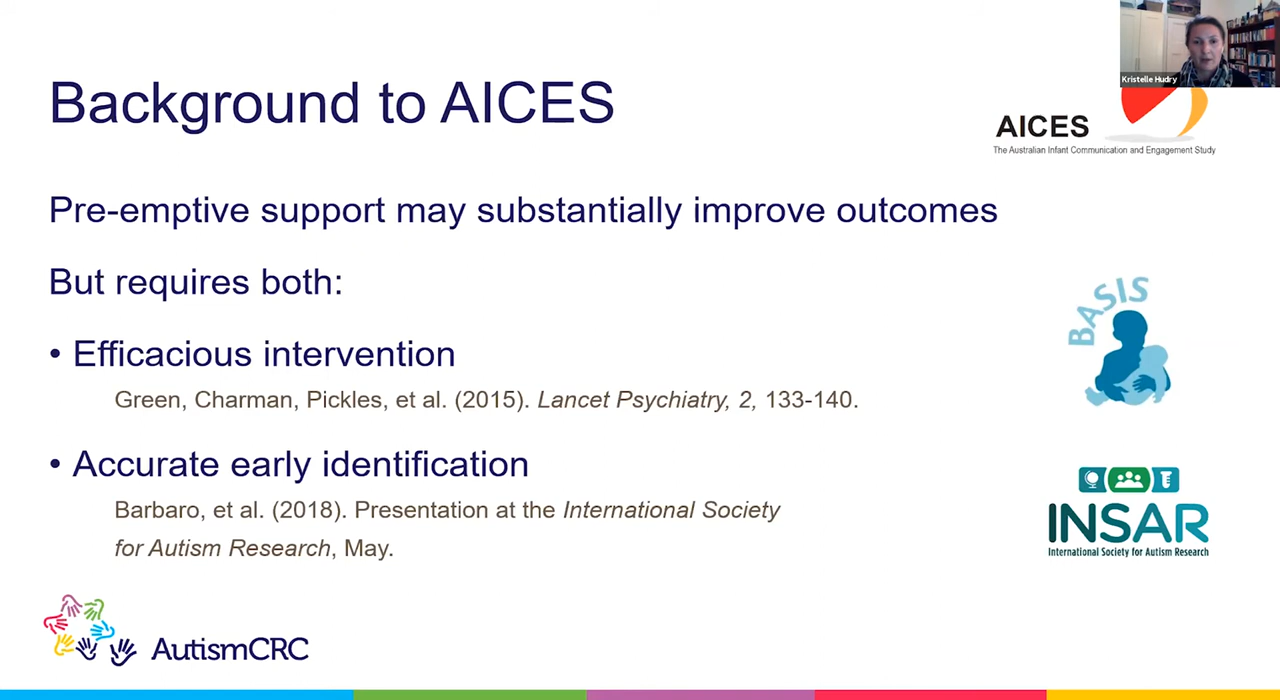 Kristelle Hudry
Background to AICES
AICES
The Australian Infant Communication and Engagement Study
Pre-emptive support may substantially improve outcomes
But requires both:
• Efficacious intervention
Green, Charman, Pickles, et al. (2015). Lancet Psychiatry, 2, 133-140.
BASIS
• Accurate early identification
Barbaro, et al. (2018). Presentation at the International Society
for Autism Research, May.
INSAR
International Society for Autism Research
AutismCRC